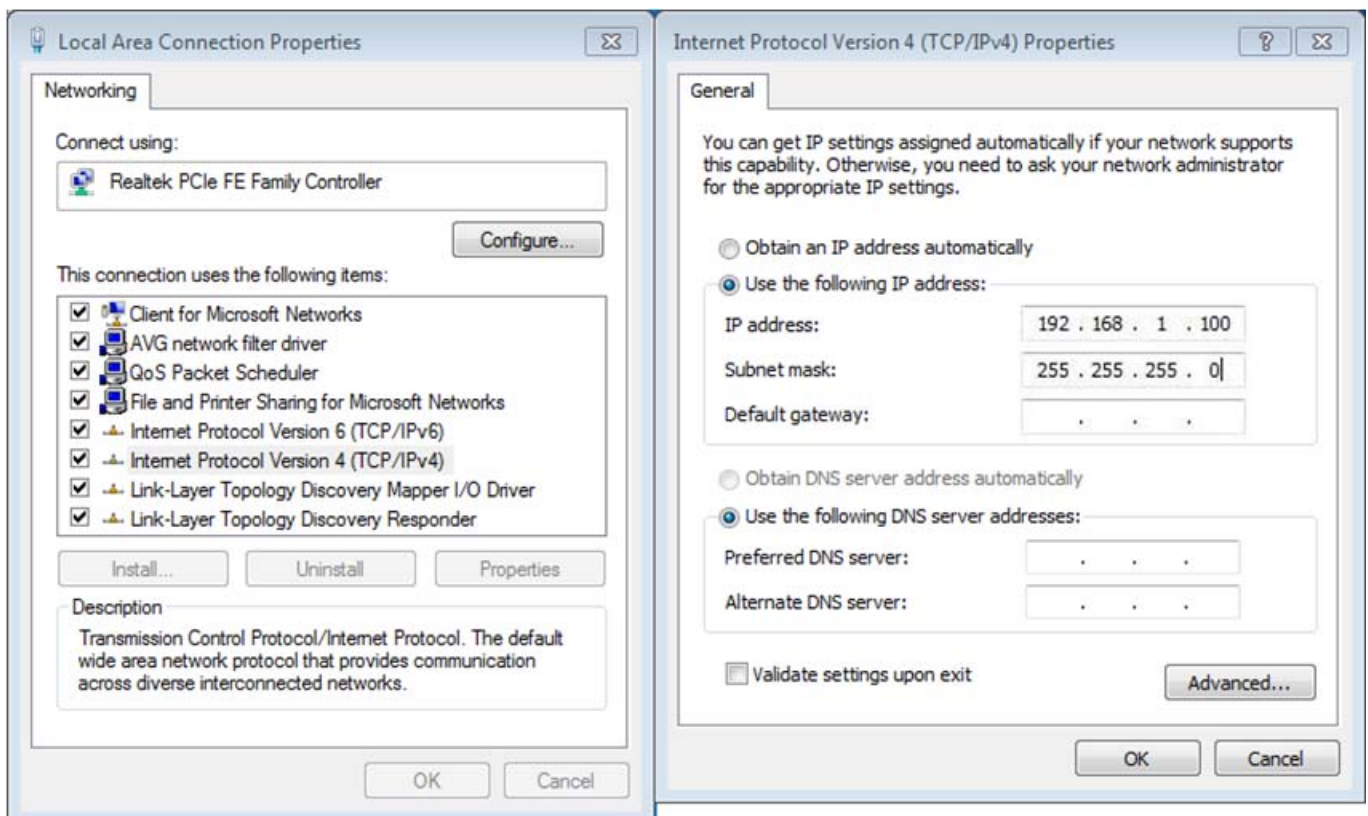 Local Area Connection Properties
Networking
Connect using:
Realtek PCIe FE Family Controller
Configure...
This connection uses the following items:
Client for Microsoft Networks
AVG network filter driver
QoS Packet Scheduler
File and Printer Sharing for Microsoft Networks
Internet Protocol Version 6 (TCP/IPv6)
Internet Protocol Version 4 (TCP/IPv4)
Link-Layer Topology Discovery Mapper I/O Driver
Link-Layer Topology Discovery Responder
Install... Uninstall Properties
Description
Transmission Control Protocol/Internet Protocol. The default
wide area network protocol that provides communication
across diverse interconnected networks.
OK Cancel
Internet Protocol Version 4 (TCP/IPv4) Properties
General
You can get IP settings assigned automatically if your network supports
this capability. Otherwise, you need to ask your network administrator
for the appropriate IP settings.
Obtain an IP address automatically
Use the following IP address:
IP address: 192 . 168 . 1 . 100
Subnet mask: 255 . 255 . 255 . 0
Default gateway: . . .
Obtain DNS server address automatically
Use the following DNS server addresses:
Preferred DNS server: . . .
Alternate DNS server: . . .
Validate settings upon exit
Advanced...
OK Cancel